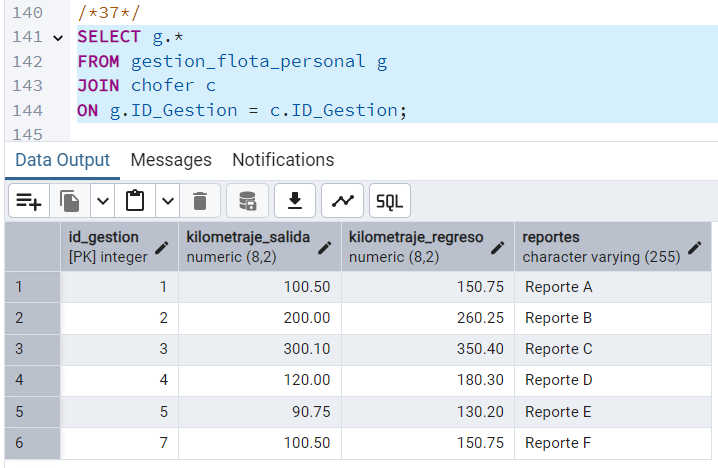 140 /*37*/
141 SELECT g.*
142 FROM gestion_flota_personal g
143 JOIN chofer c
144 ON g.ID_Gestion = c.ID_Gestion;
145
Data Output Messages Notifications
SQL
id_gestion kilometraje_salida kilometraje_regreso reportes
[PK] integer numeric (8,2) numeric (8,2) character varying (255)
1 1 100.50 150.75 Reporte A
2 2 200.00 260.25 Reporte B
3 3 300.10 350.40 Reporte C
4 4 120.00 180.30 Reporte D
5 5 90.75 130.20 Reporte E
6 7 100.50 150.75 Reporte F